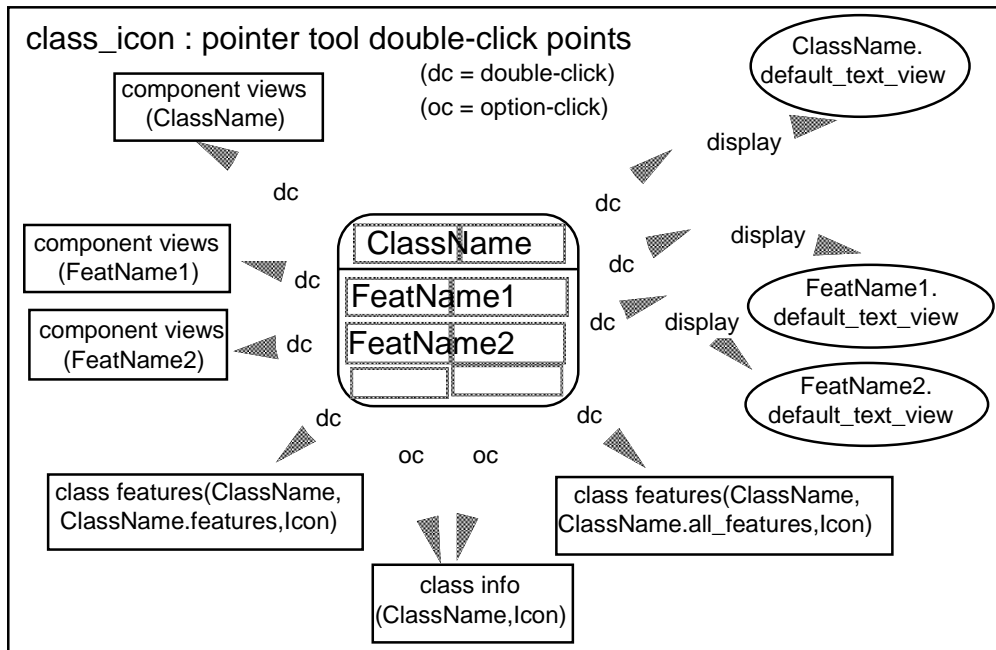 class_icon : pointer tool double-click points
(dc = double-click)
(oc = option-click)
component views
(ClassName)
ClassName.
default_text_view
display
dc
dc
component views
(FeatName1)
dc
ClassName
dc
display
FeatName1
FeatName1.
default_text_view
component views
(FeatName2)
dc
FeatName2
dc
display
FeatName2.
default_text_view
dc
dc
oc
oc
class features(ClassName,
ClassName.features,Icon)
class features(ClassName,
ClassName.all_features,Icon)
class info
(ClassName,Icon)